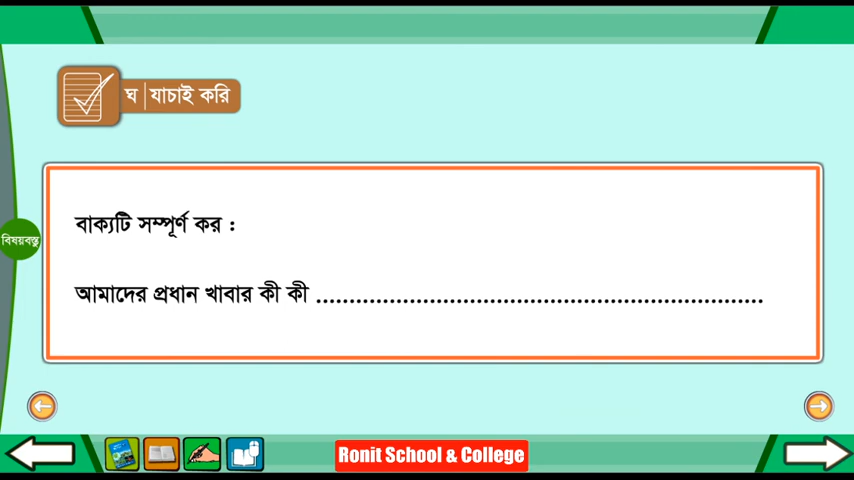 ঘ | যাচাই করি
বাক্যটি সম্পূর্ণ কর :
আমাদের প্রধান খাবার কী কী ...................................................................
বিষয়বস্তু
Ronit School & College